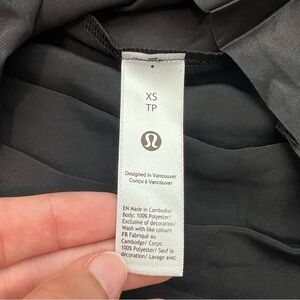 XS
TP
Designed in Vancouver
Conçu à Vancouver
EN Made in Cambodia/
Body: 100% Polyester/
Exclusive of decoration/
Wash with like colours
FR Fabriqué au
Cambodge/ Corps:
100% Polyester/ Sauf la
décoration/ Lavage avec